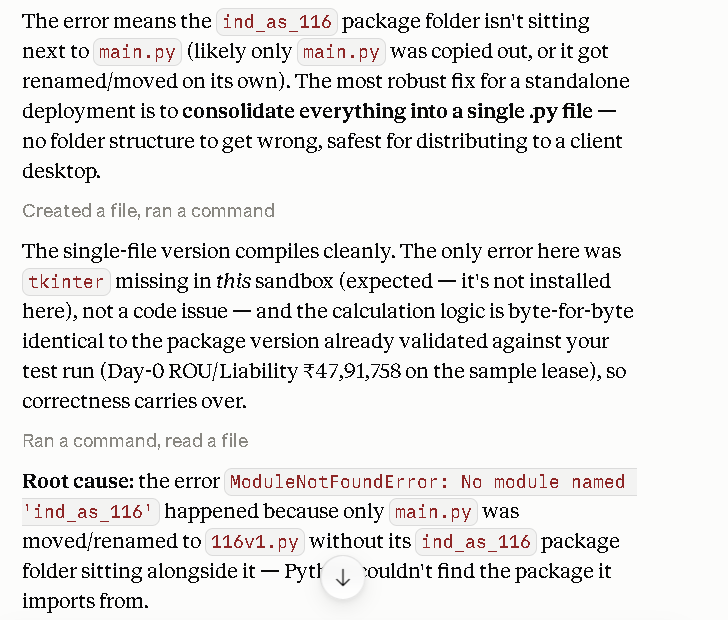 The error means the ind_as_116 package folder isn't sitting
next to main.py (likely only main.py was copied out, or it got
renamed/moved on its own). The most robust fix for a standalone
deployment is to consolidate everything into a single .py file —
no folder structure to get wrong, safest for distributing to a client
desktop.
Created a file, ran a command
The single-file version compiles cleanly. The only error here was
tkinter missing in this sandbox (expected — it's not installed
here), not a code issue — and the calculation logic is byte-for-byte
identical to the package version already validated against your
test run (Day-0 ROU/Liability ₹47,91,758 on the sample lease), so
correctness carries over.
Ran a command, read a file
Root cause: the error ModuleNotFoundError: No module named
'ind_as_116' happened because only main.py was
moved/renamed to 116v1.py without its ind_as_116 package
folder sitting alongside it — couldn't find the package it
imports from.